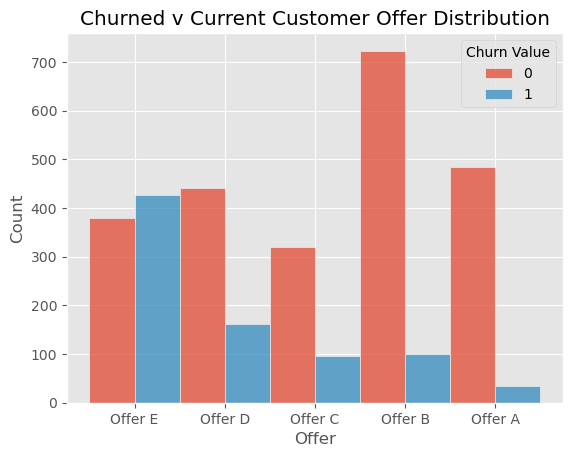 Churned v Current Customer Offer Distribution
Churn Value
0
1
Count
700
600
500
400
300
200
100
0
Offer E Offer D Offer C Offer B Offer A
Offer